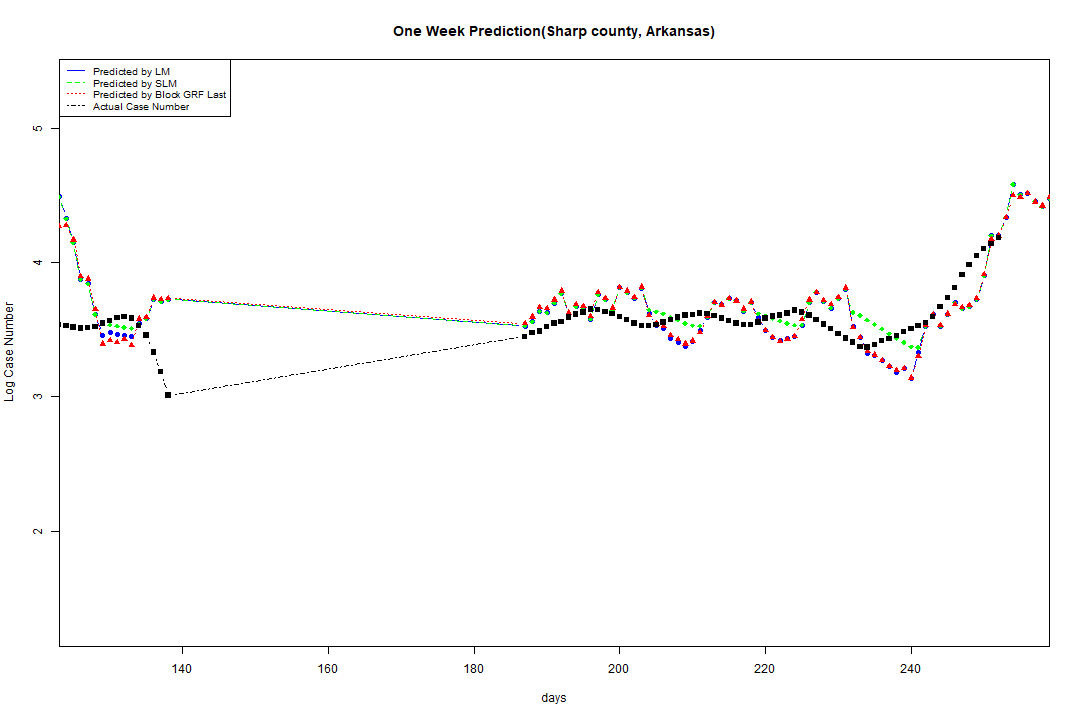 One Week Prediction(Sharp county, Arkansas)
Predicted by LM
Predicted by SLM
Predicted by Block GRF Last
Actual Case Number
5
4
3
2
Log Case Number
140 160 180 200 220 240
days